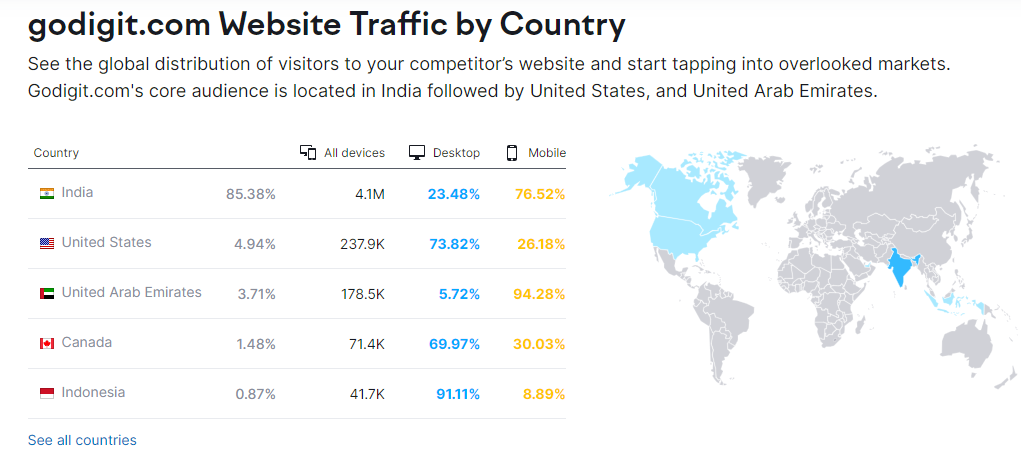 godigit.com Website Traffic by Country
See the global distribution of visitors to your competitor's website and start tapping into overlooked markets.
Godigit.com's core audience is located in India followed by United States, and United Arab Emirates.
Country All devices Desktop Mobile
India 85.38% 4.1M 23.48% 76.52%
United States 4.94% 237.9K 73.82% 26.18%
United Arab Emirates 3.71% 178.5K 5.72% 94.28%
Canada 1.48% 71.4K 69.97% 30.03%
Indonesia 0.87% 41.7K 91.11% 8.89%
See all countries